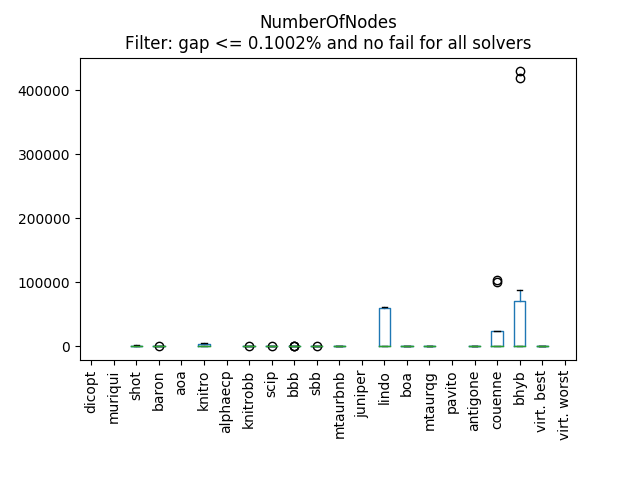 NumberOfNodes
Filter: gap <= 0.1002% and no fail for all solvers
400000
300000
200000
100000
0
dicopt
muriqui
shot
baron
aoa
knitro
alphaecp
knitrobb
scip
bbb
sbb
mtaurbnb
juniper
lindo
boa
mtaurqg
pavito
antigone
couenne
bhyb
virt. best
virt. worst